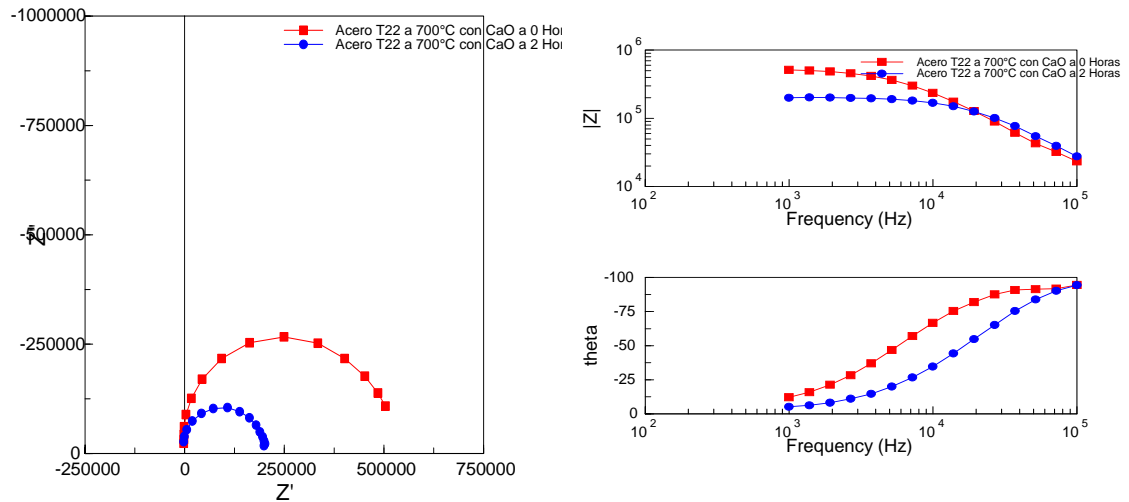 -1000000
-750000
-500000
-250000
0
-250000
0
250000
500000
750000
Z'
Z''
Acero T22 a 700°C con CaO a 0 Hor
Acero T22 a 700°C con CaO a 2 Hor
10^6
10^5
10^4
|Z|
10^2
10^3
10^4
10^5
Frequency (Hz)
Acero T22 a 700°C con CaO a 0 Horas
Acero T22 a 700°C con CaO a 2 Horas
-100
-75
-50
-25
0
theta
10^2
10^3
10^4
10^5
Frequency (Hz)